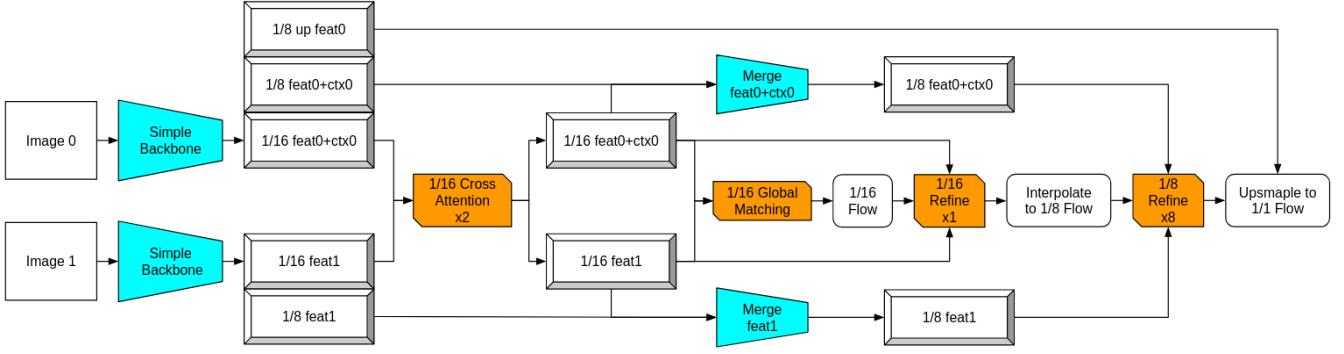 1/8 up feat0
1/8 feat0+ctx0
Merge
feat0+ctx0
1/8 feat0+ctx0
Image 0
Simple
Backbone
1/16 feat0+ctx0
1/16 feat0+ctx0
1/16 Cross
Attention
x2
1/16 Global
Matching
1/16
Flow
1/16
Refine
x1
Interpolate
to 1/8 Flow
1/8
Refine
x8
Upsmaple to
1/1 Flow
Image 1
Simple
Backbone
1/16 feat1
1/16 feat1
1/8 feat1
Merge
feat1
1/8 feat1